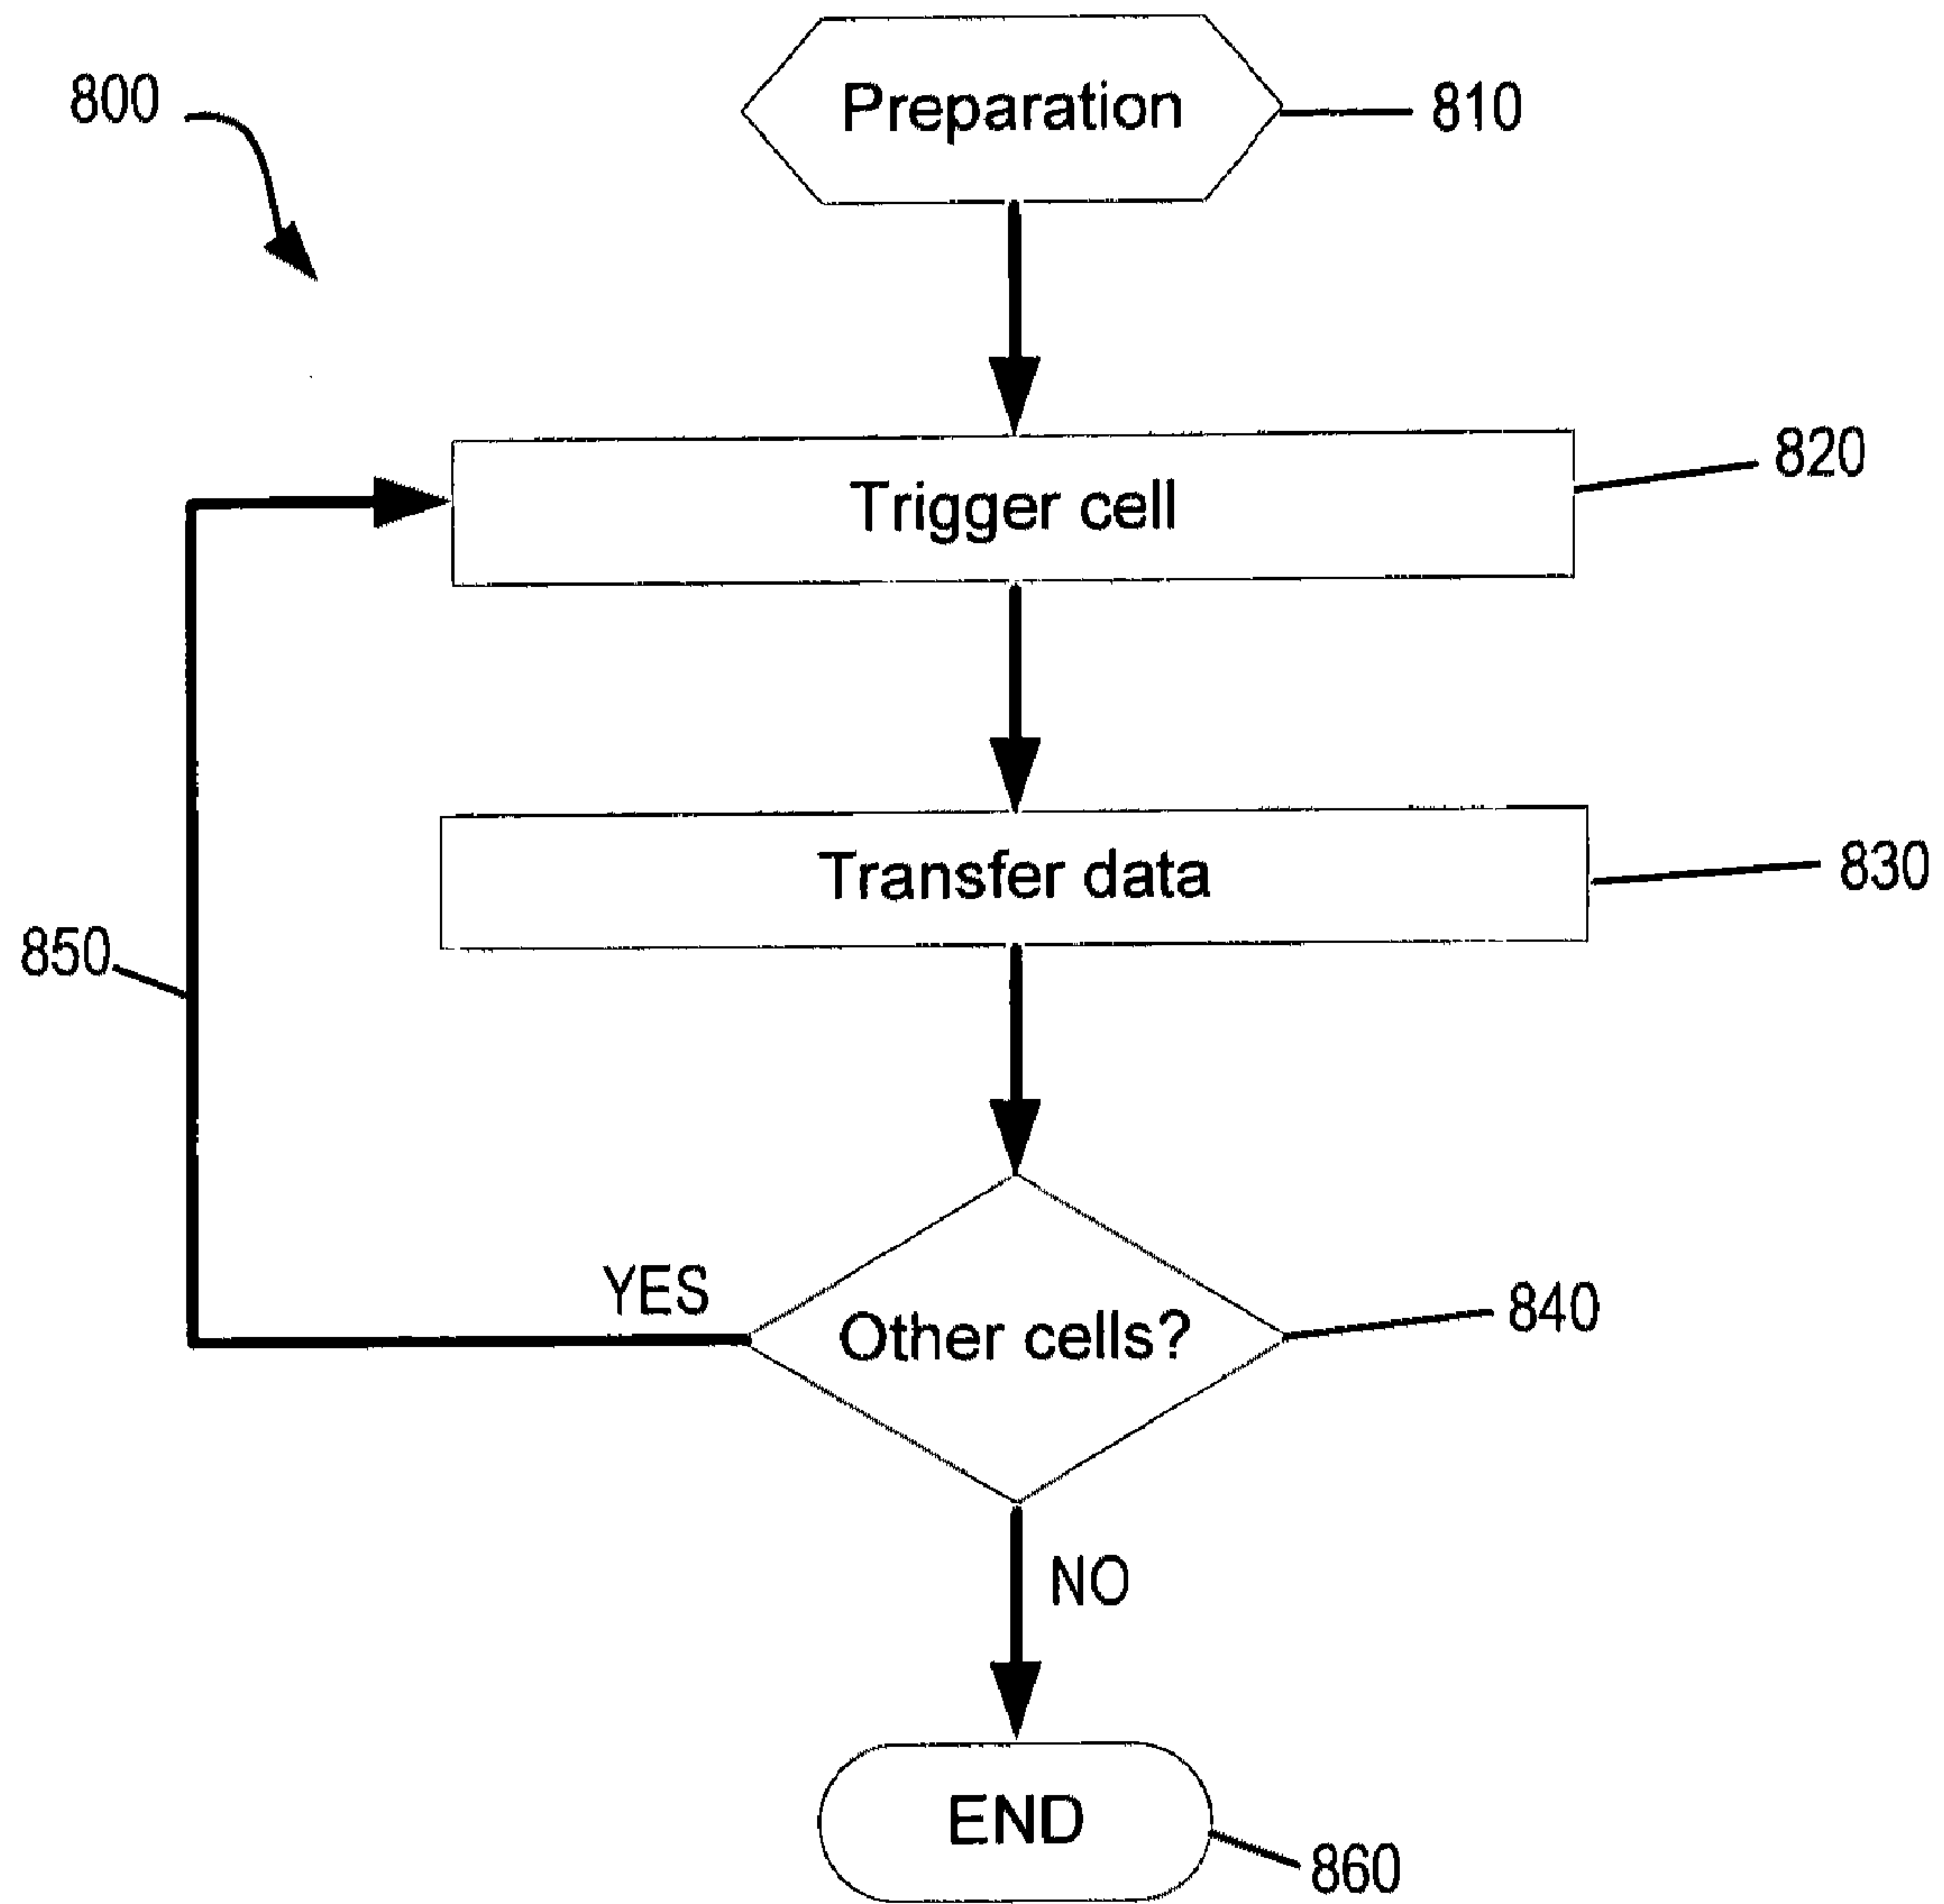 800
Preparation
810
820
Trigger cell
Transfer data
830
850
YES
Other cells?
840
NO
END
860